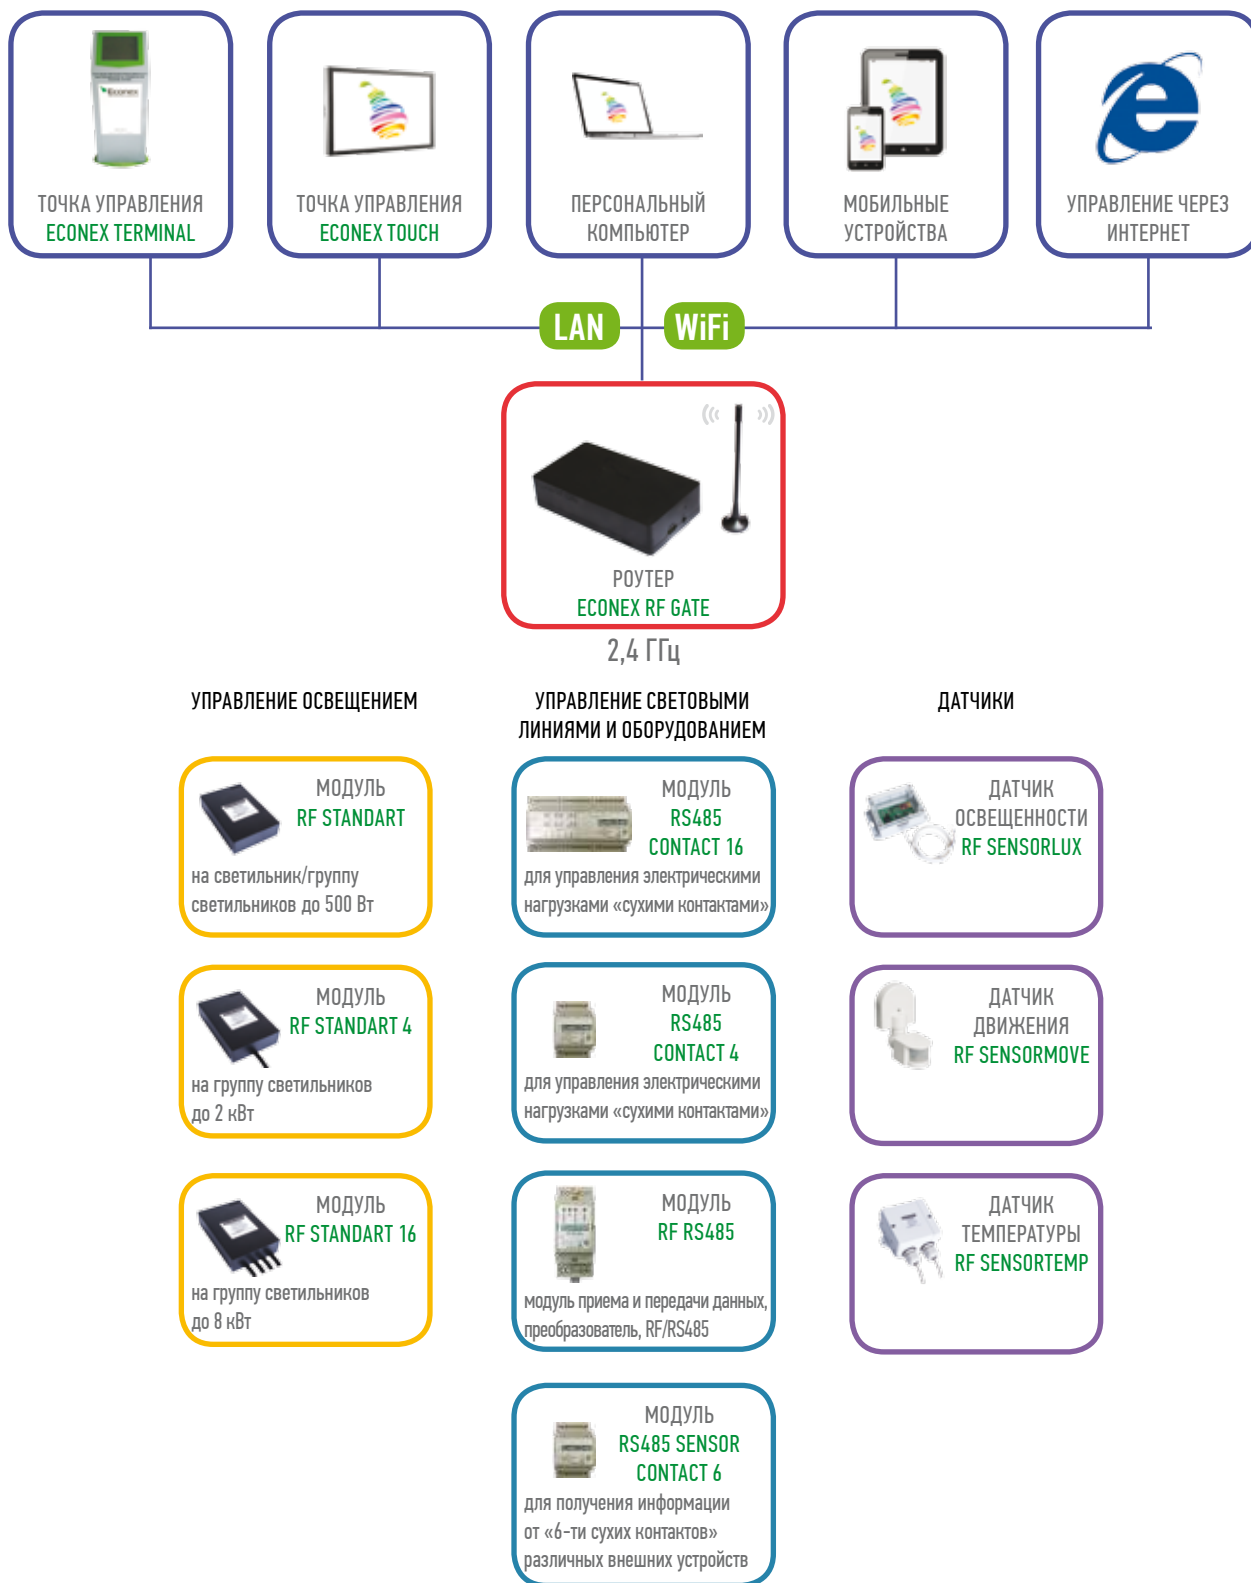 Econex
ТОЧКА УПРАВЛЕНИЯ
ECONEX TERMINAL
ТОЧКА УПРАВЛЕНИЯ
ECONEX TOUCH
ПЕРСОНАЛЬНЫЙ
КОМПЬЮТЕР
МОБИЛЬНЫЕ
УСТРОЙСТВА
УПРАВЛЕНИЕ ЧЕРЕЗ
ИНТЕРНЕТ
LAN
WiFi
РОУТЕР
ECONEX RF GATE
2,4 ГГц
УПРАВЛЕНИЕ ОСВЕЩЕНИЕМ
МОДУЛЬ
RF STANDART
на светильник/группу
светильников до 500 Вт
МОДУЛЬ
RF STANDART 4
на группу светильников
до 2 кВт
МОДУЛЬ
RF STANDART 16
на группу светильников
до 8 кВт
УПРАВЛЕНИЕ СВЕТОВЫМИ
ЛИНИЯМИ И ОБОРУДОВАНИЕМ
МОДУЛЬ
RS485
CONTACT 16
для управления электрическими
нагрузками «сухими контактами»
МОДУЛЬ
RS485
CONTACT 4
для управления электрическими
нагрузками «сухими контактами»
МОДУЛЬ
RF RS485
модуль приема и передачи данных,
преобразователь, RF/RS485
МОДУЛЬ
RS485 SENSOR
CONTACT 6
для получения информации
от «6-ти сухих контактов»
различных внешних устройств
ДАТЧИКИ
ДАТЧИК
ОСВЕЩЕННОСТИ
RF SENSORLUX
ДАТЧИК
ДВИЖЕНИЯ
RF SENSORMOVE
ДАТЧИК
ТЕМПЕРАТУРЫ
RF SENSORTEMP